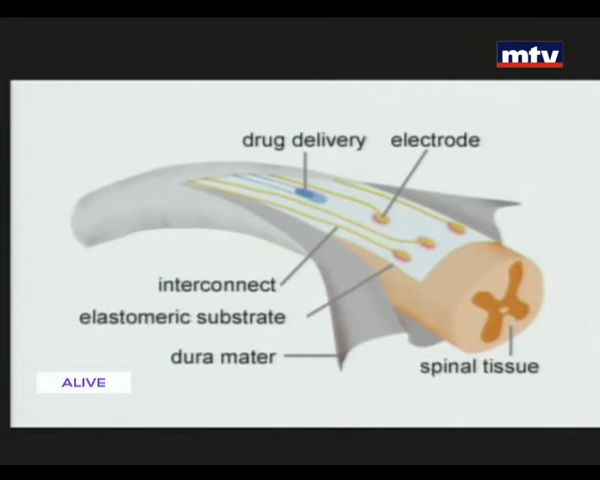 mtv
drug delivery
electrode
interconnect
elastomeric substrate
dura mater
spinal tissue
ALIVE